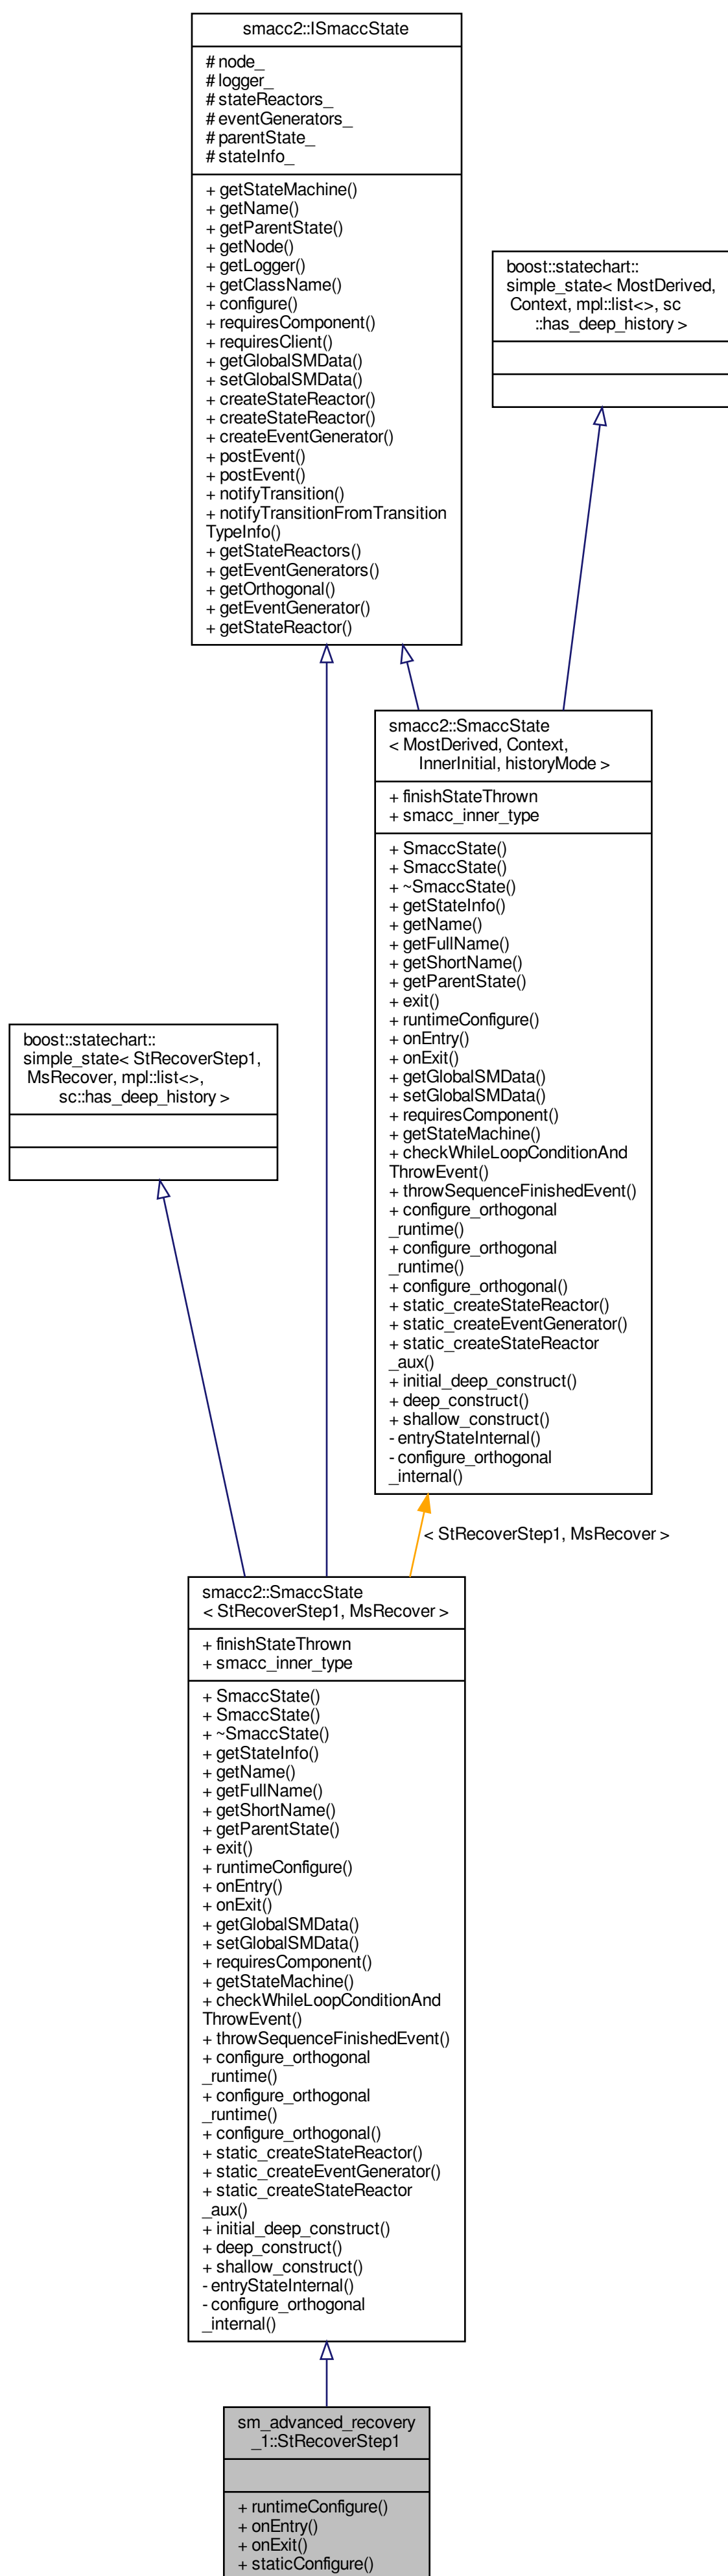 smacc2::ISmaccState
# node_
# logger_
# stateReactors_
# eventGenerators_
# parentState_
# stateInfo_
+ getStateMachine()
+ getName()
+ getParentState()
+ getNode()
+ getLogger()
+ getClassName()
+ configure()
+ requiresComponent()
+ requiresClient()
+ getGlobalSMData()
+ setGlobalSMData()
+ createStateReactor()
+ createStateReactor()
+ createEventGenerator()
+ postEvent()
+ postEvent()
+ notifyTransition()
+ notifyTransitionFromTransition
TypeInfo()
+ getStateReactors()
+ getEventGenerators()
+ getOrthogonal()
+ getEventGenerator()
+ getStateReactor()
boost::statechart::
simple_state< MostDerived,
Context, mpl::list<>, sc
::has_deep_history >
smacc2::SmaccState
< MostDerived, Context,
InnerInitial, historyMode >
+ finishStateThrown
+ smacc_inner_type
+ SmaccState()
+ SmaccState()
+ ~SmaccState()
+ getStateInfo()
+ getName()
+ getFullName()
+ getShortName()
+ getParentState()
+ exit()
+ runtimeConfigure()
+ onEntry()
+ onExit()
+ getGlobalSMData()
+ setGlobalSMData()
+ requiresComponent()
+ getStateMachine()
+ checkWhileLoopConditionAnd
ThrowEvent()
+ throwSequenceFinishedEvent()
+ configure_orthogonal
_runtime()
+ configure_orthogonal
_runtime()
+ configure_orthogonal()
+ static_createStateReactor()
+ static_createEventGenerator()
+ static_createStateReactor
_aux()
+ initial_deep_construct()
+ deep_construct()
+ shallow_construct()
- entryStateInternal()
- configure_orthogonal
_internal()
boost::statechart::
simple_state< StRecoverStep1,
MsRecover, mpl::list<>,
sc::has_deep_history >
< StRecoverStep1, MsRecover >
smacc2::SmaccState
< StRecoverStep1, MsRecover >
+ finishStateThrown
+ smacc_inner_type
+ SmaccState()
+ SmaccState()
+ ~SmaccState()
+ getStateInfo()
+ getName()
+ getFullName()
+ getShortName()
+ getParentState()
+ exit()
+ runtimeConfigure()
+ onEntry()
+ onExit()
+ getGlobalSMData()
+ setGlobalSMData()
+ requiresComponent()
+ getStateMachine()
+ checkWhileLoopConditionAnd
ThrowEvent()
+ throwSequenceFinishedEvent()
+ configure_orthogonal
_runtime()
+ configure_orthogonal
_runtime()
+ configure_orthogonal()
+ static_createStateReactor()
+ static_createEventGenerator()
+ static_createStateReactor
_aux()
+ initial_deep_construct()
+ deep_construct()
+ shallow_construct()
- entryStateInternal()
- configure_orthogonal
_internal()
sm_advanced_recovery
_1::StRecoverStep1
+ runtimeConfigure()
+ onEntry()
+ onExit()
+ staticConfigure()